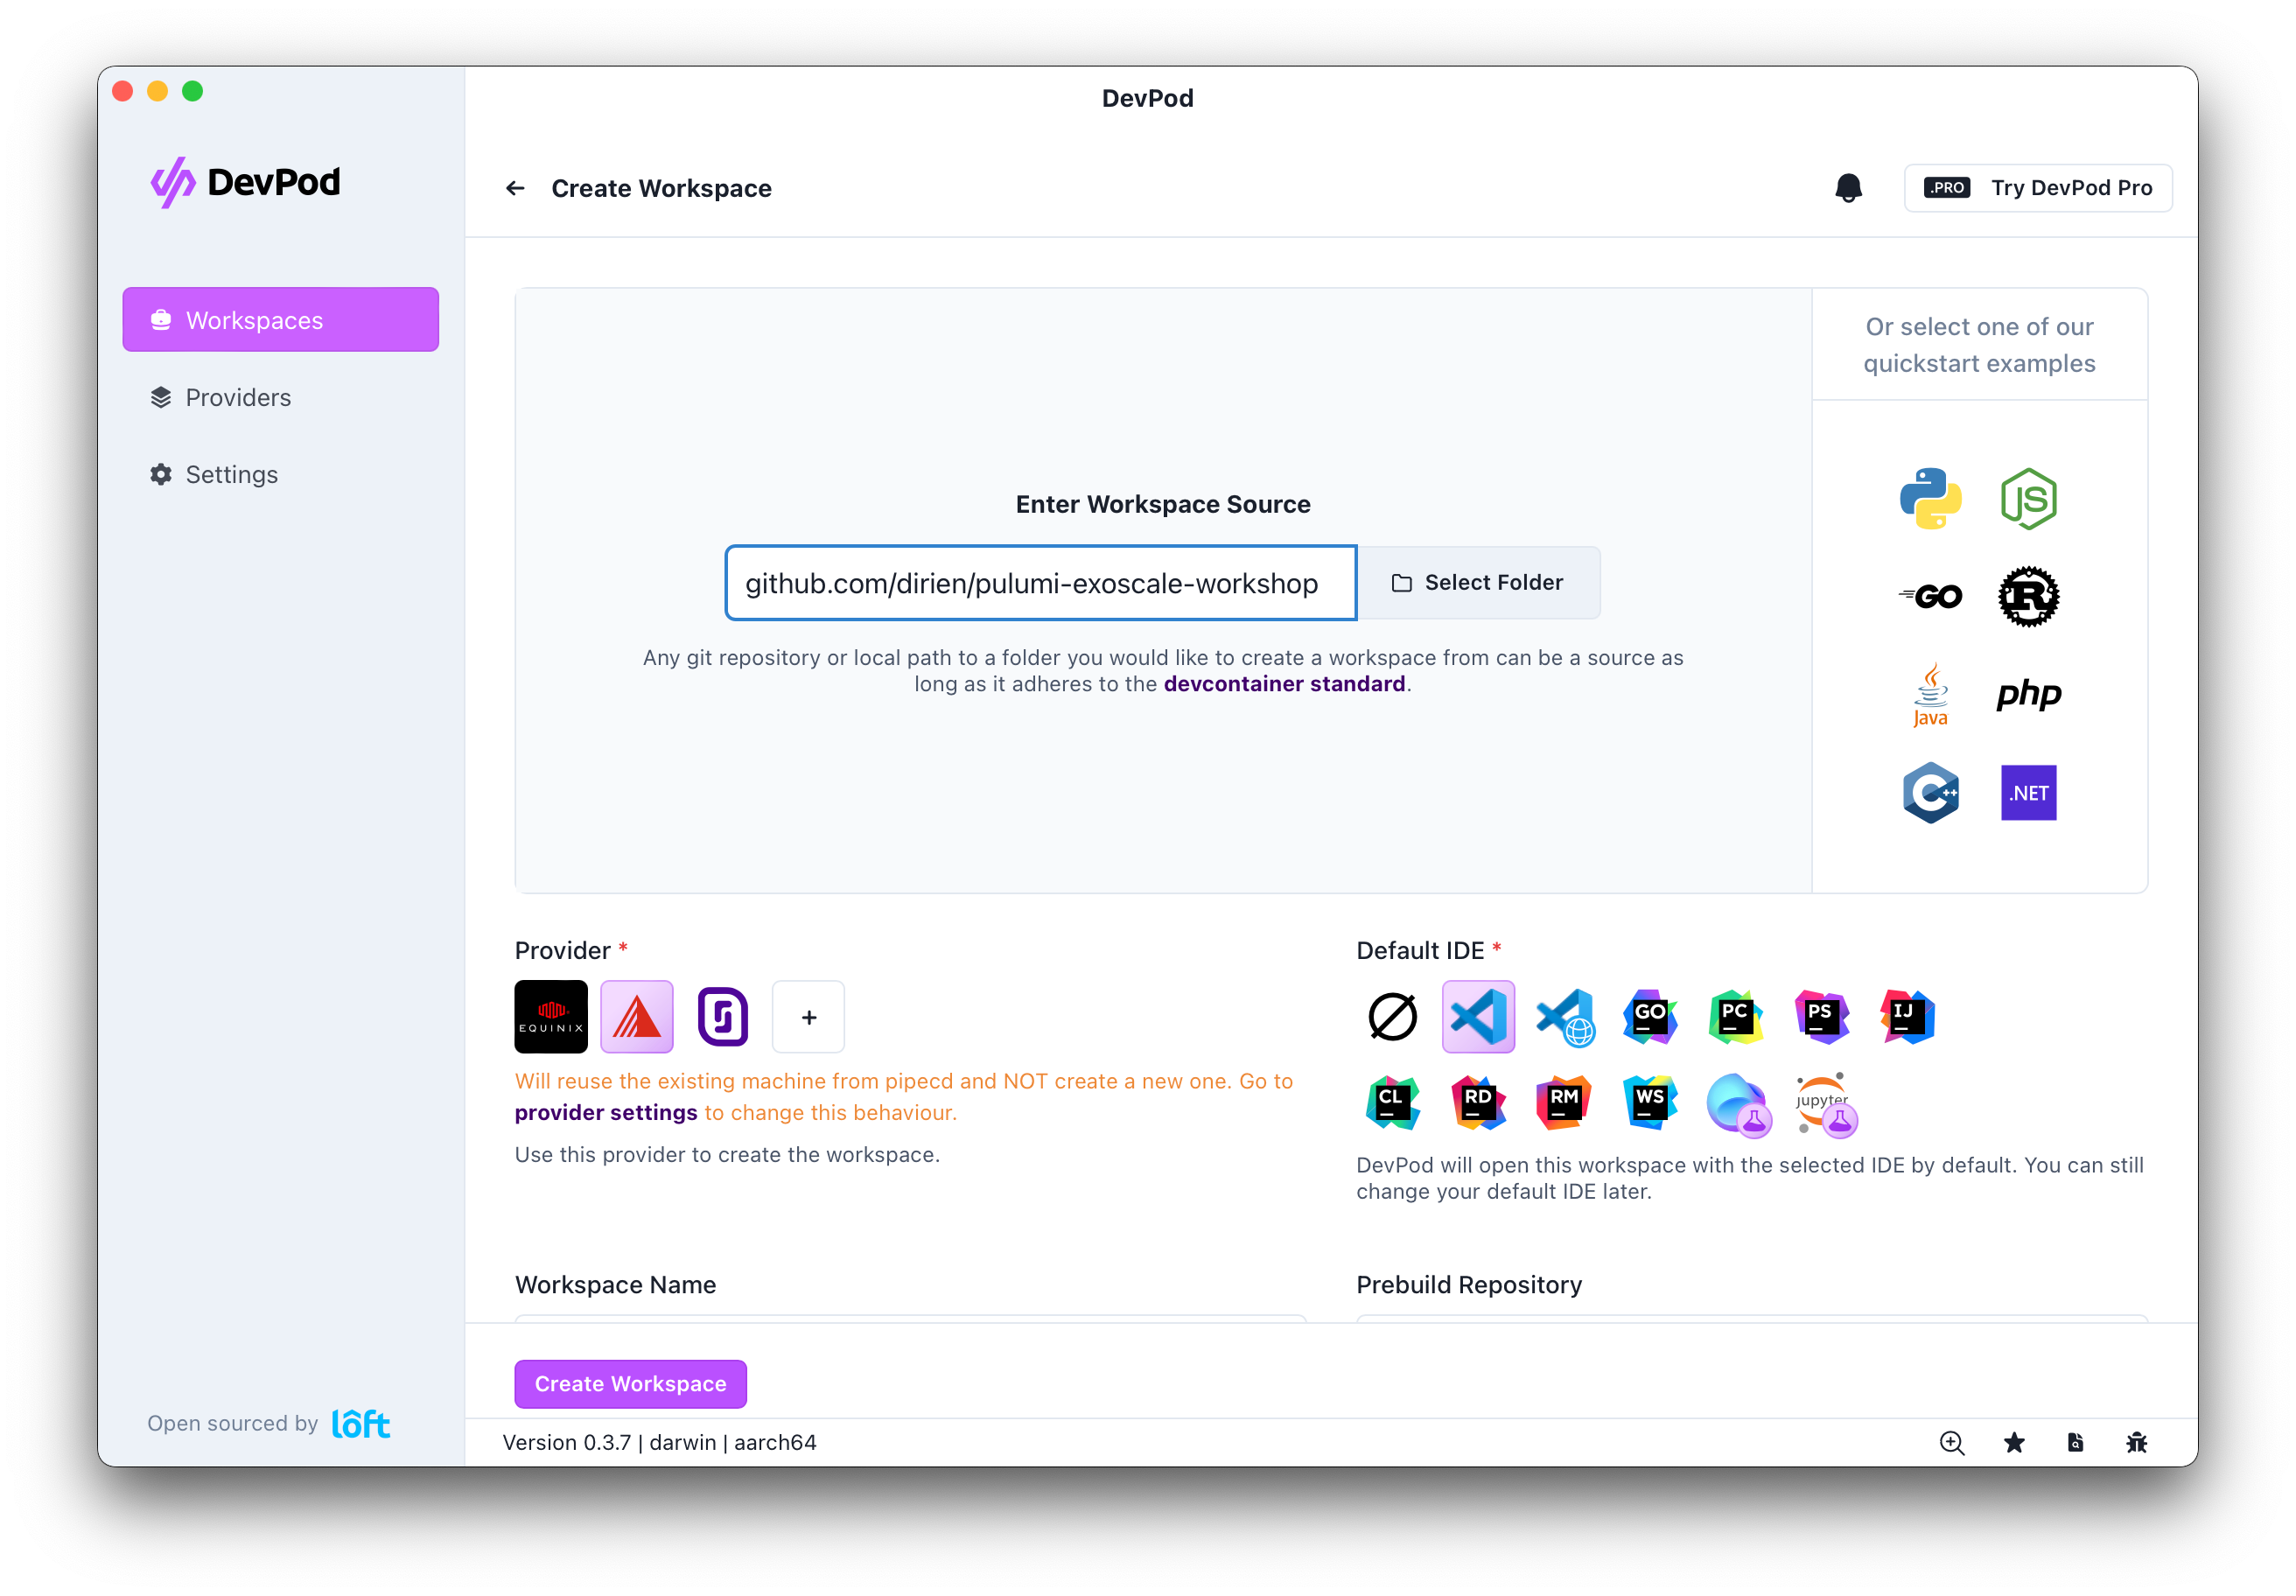 DevPod
DevPod
Create Workspace
.PRO Try DevPod Pro
Workspaces
Providers
Settings
Enter Workspace Source
github.com/dirien/pulumi-exoscale-workshop
Select Folder
Any git repository or local path to a folder you would like to create a workspace from can be a source as
long as it adheres to the devcontainer standard.
Or select one of our
quickstart examples
JS
GO
R
Java
php
C++
.NET
Provider *
EQUINIX
+
Will reuse the existing machine from pipecd and NOT create a new one. Go to
provider settings to change this behaviour.
Use this provider to create the workspace.
Default IDE *
GO
PC
PS
IJ
CL
RD
RM
WS
jupyter
DevPod will open this workspace with the selected IDE by default. You can still
change your default IDE later.
Workspace Name
Prebuild Repository
Create Workspace
Open sourced by loft
Version 0.3.7 | darwin | aarch64